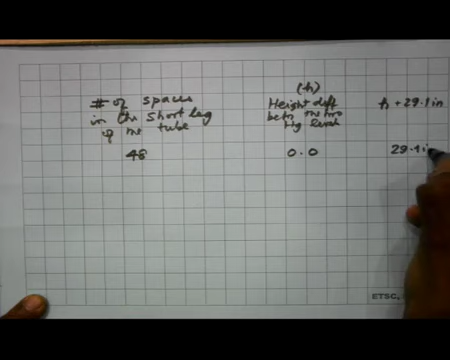 # of spaces
in the short leg
of the tube
(h)
Height diff
betn the two
Hg level
h + 29.1 in
48
0.0
29.1 in
ETSC,